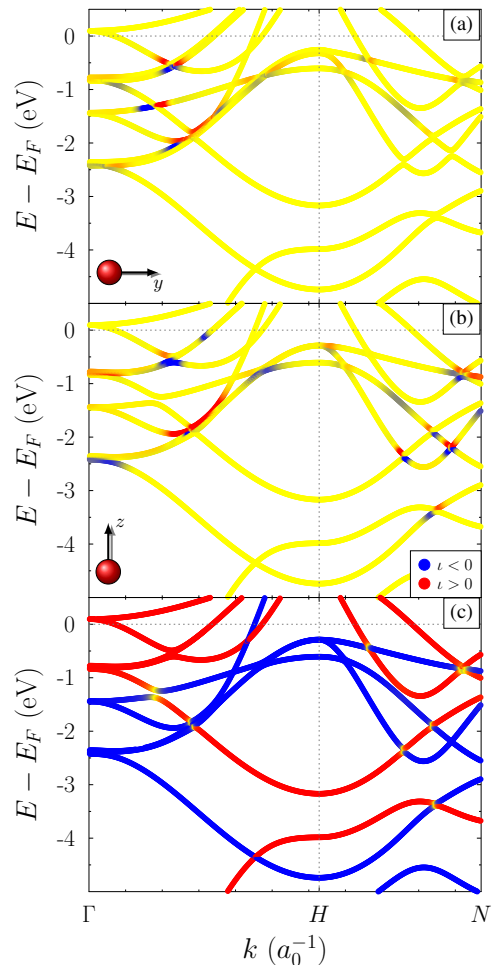 (a)
0
-1
-2
-3
-4
E − E_F (eV)
y
(b)
0
-1
-2
-3
-4
E − E_F (eV)
z
ι < 0
ι > 0
(c)
0
-1
-2
-3
-4
E − E_F (eV)
Γ H N
k (a₀⁻¹)